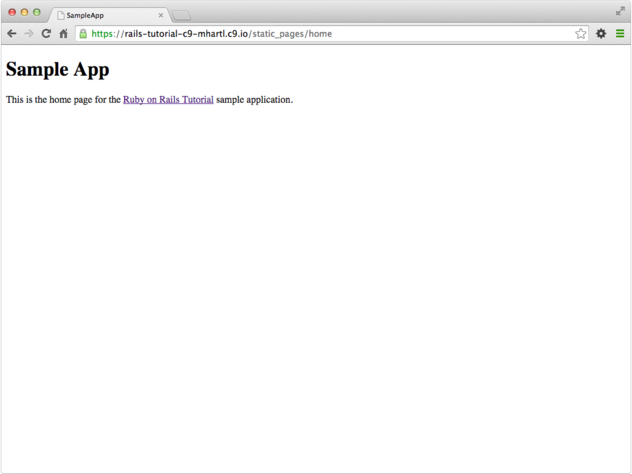 SampleApp
https://rails-tutorial-c9-mhartl.c9.io/static_pages/home
Sample App
This is the home page for the Ruby on Rails Tutorial sample application.